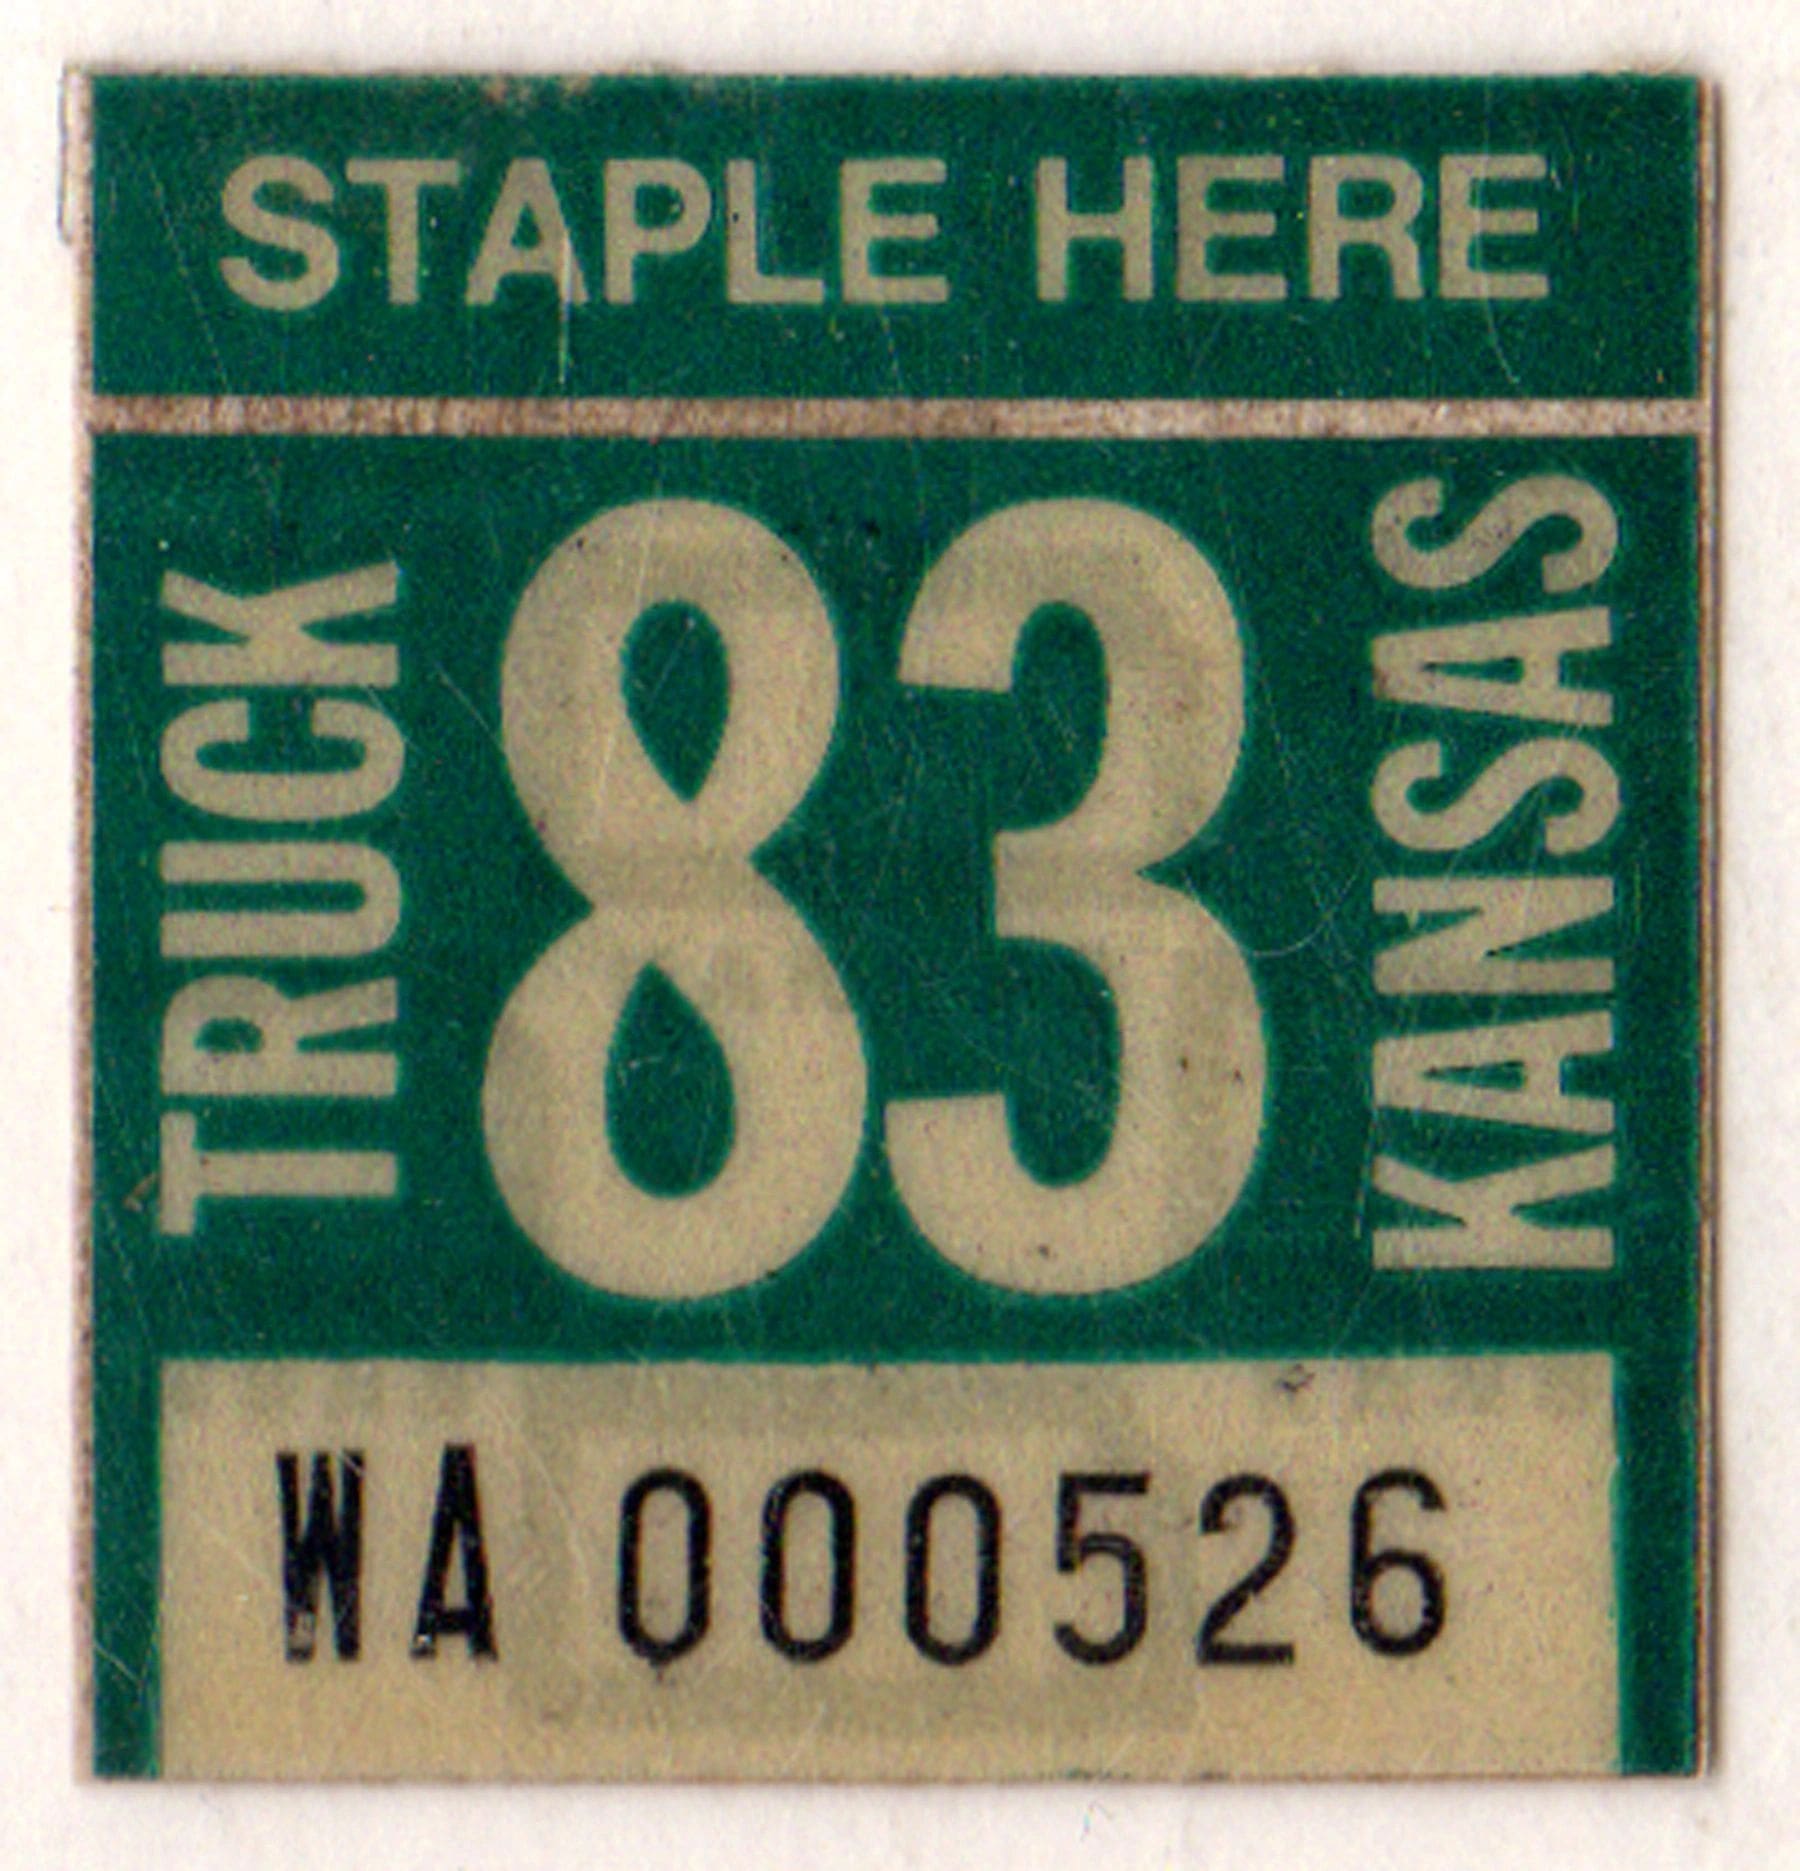 STAPLE HERE
TRUCK
83
KANSAS
WA 000526